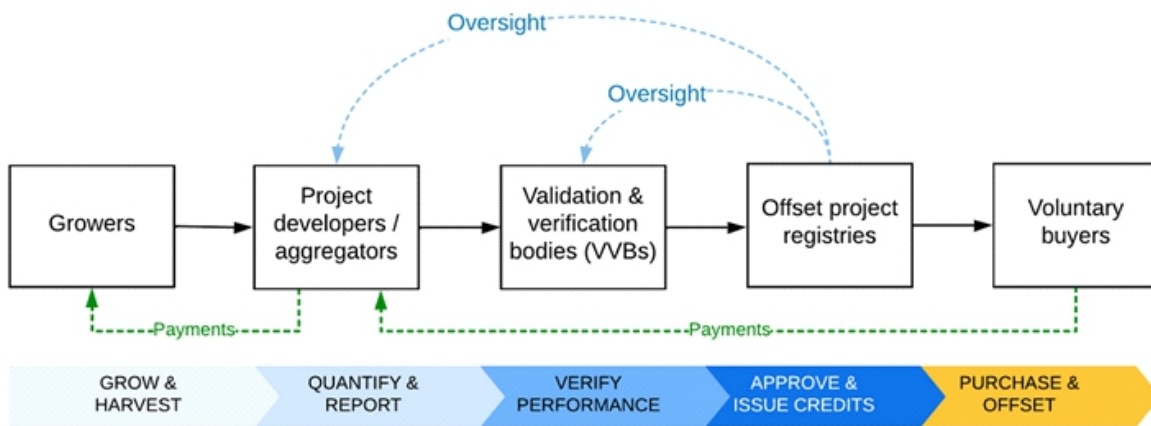 Oversight
Oversight
Growers
Project
developers /
aggregators
Validation &
verification
bodies (VVBs)
Offset project
registries
Voluntary
buyers
Payments
Payments
GROW &
HARVEST
QUANTIFY &
REPORT
VERIFY
PERFORMANCE
APPROVE &
ISSUE CREDITS
PURCHASE &
OFFSET